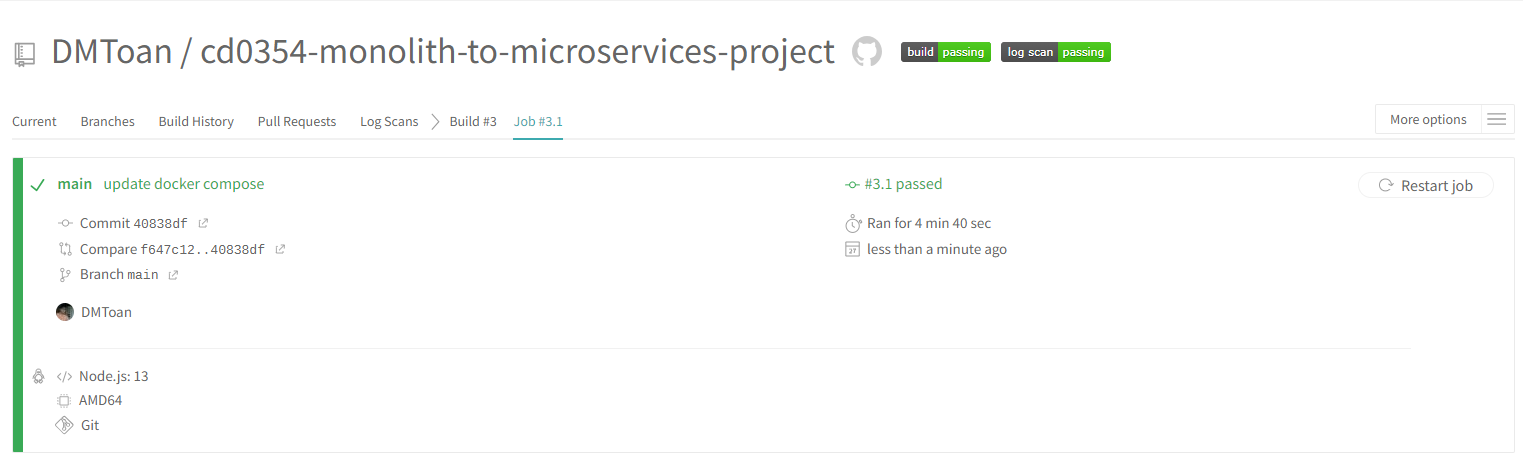 DMToan / cd0354-monolith-to-microservices-project build passing log scan passing
Current Branches Build History Pull Requests Log Scans Build #3 Job #3.1 More options
main update docker compose #3.1 passed Restart job
Commit 40838df Ran for 4 min 40 sec
Compare f647c12..40838df 27 less than a minute ago
Branch main
DMToan
</> Node.js: 13
AMD64
Git